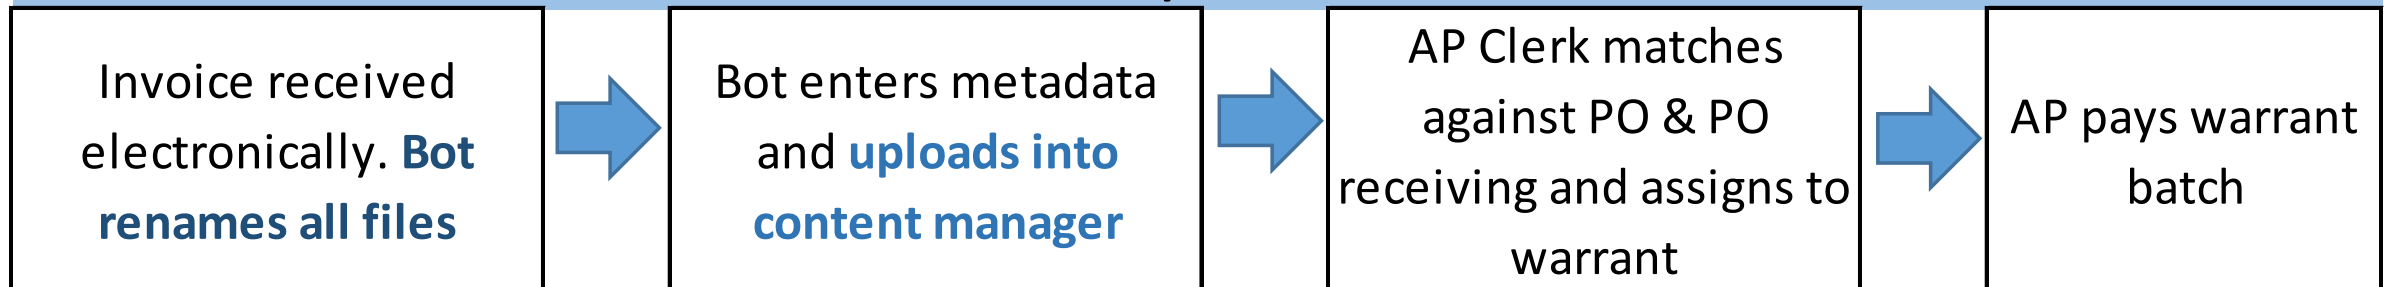 Invoice received
electronically. Bot
renames all files
Bot enters metadata
and uploads into
content manager
AP Clerk matches
against PO & PO
receiving and assigns to
warrant
AP pays warrant
batch